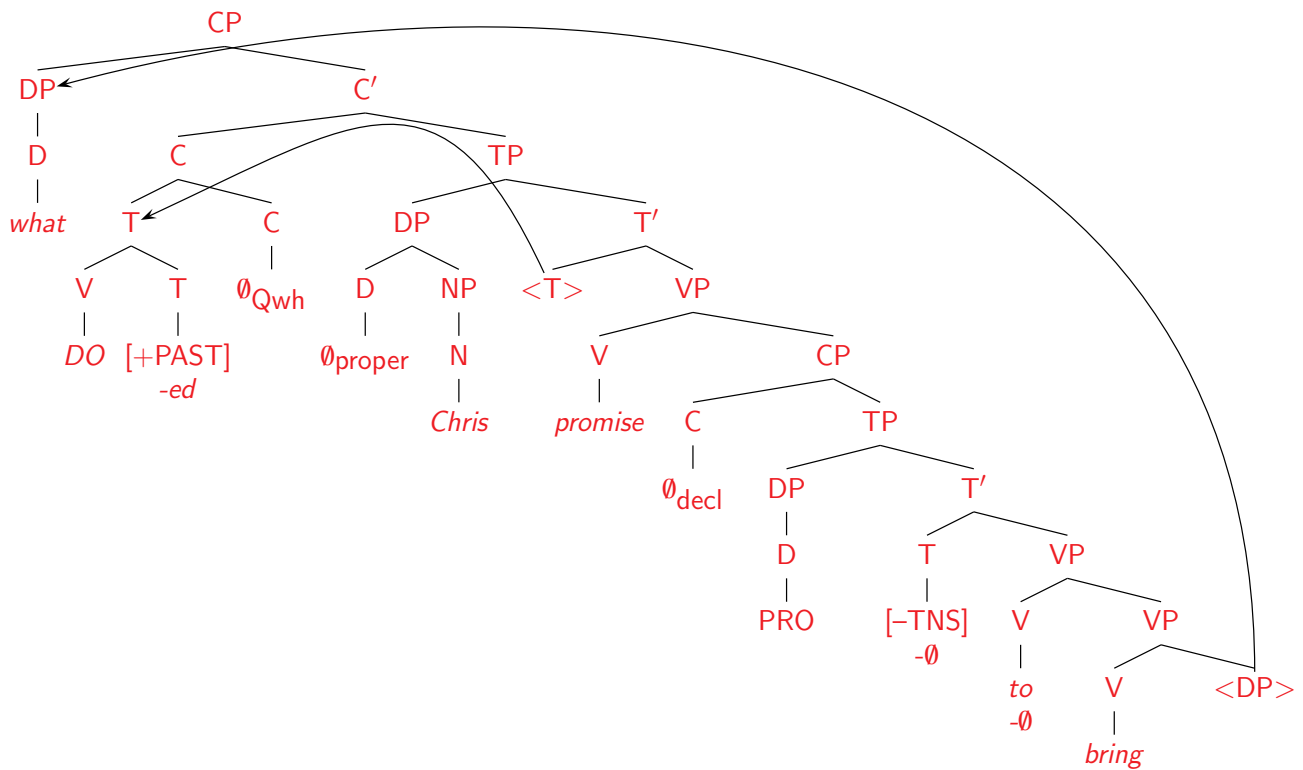 CP
DP C′
D C TP
what T C DP T′
V T ∅Qwh D NP <T> VP
DO [+PAST] ∅proper N V CP
-ed
Chris promise C TP
∅decl DP T′
D T VP
PRO [–TNS] V VP
-∅
to V <DP>
-∅
bring